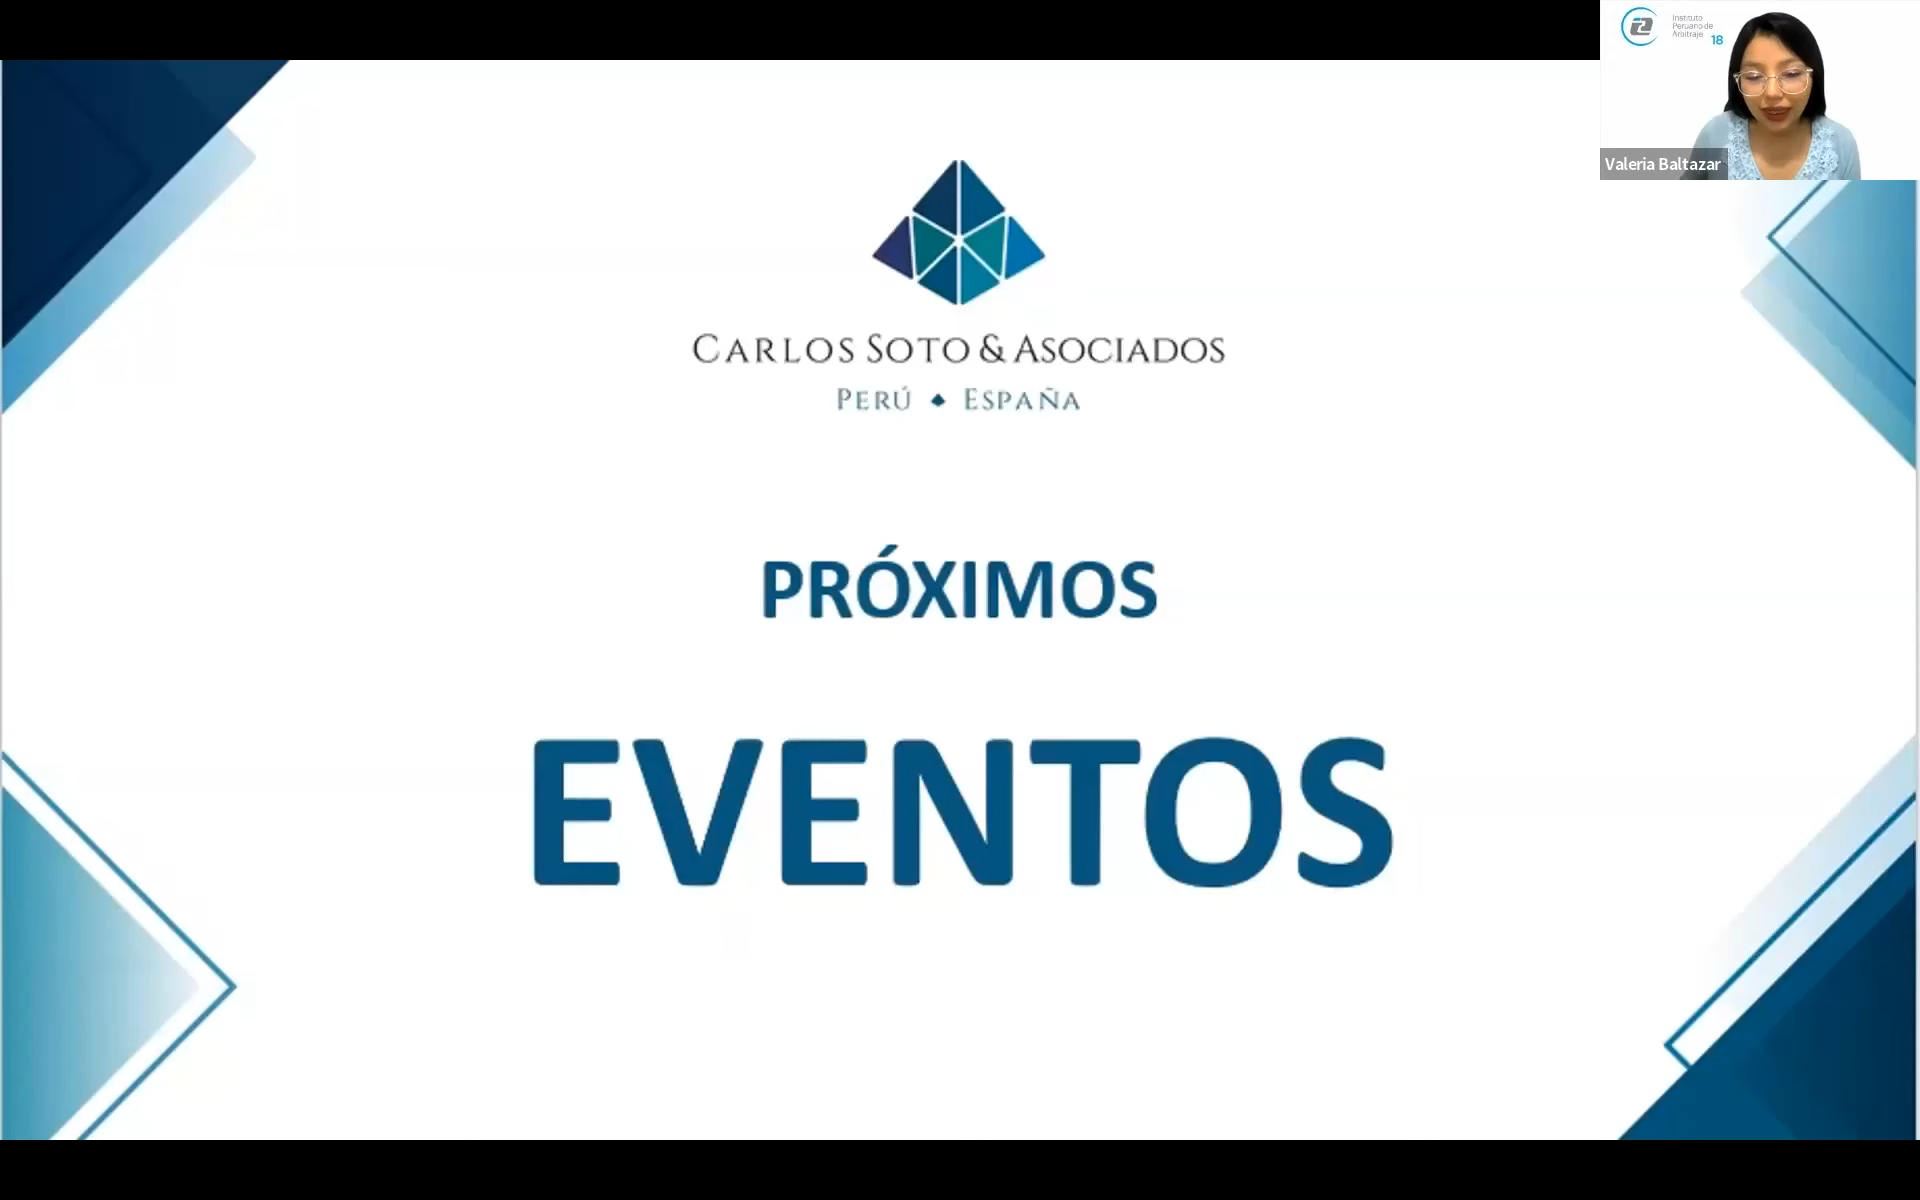 Instituto
Peruano de
Arbitraje
18
Valeria Baltazar
CARLOS SOTO & ASOCIADOS
PERÚ ◆ ESPAÑA
PRÓXIMOS
EVENTOS